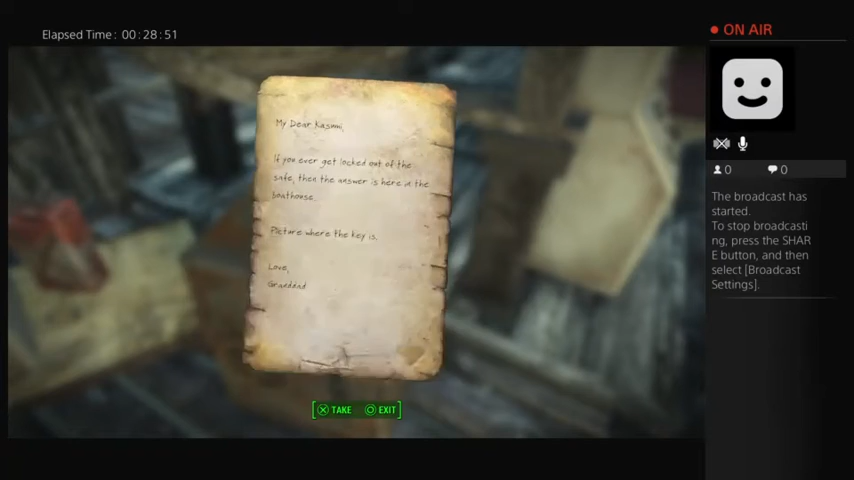 Elapsed Time: 00:28:51
ON AIR
My Dear Kasumi,
If you ever get locked out of the
safe, then the answer is here in the
boathouse.
Picture where the key is.
Love,
Granddad
TAKE
EXIT
0
0
The broadcast has
started.
To stop broadcasti
ng, press the SHAR
E button, and then
select [Broadcast
Settings].